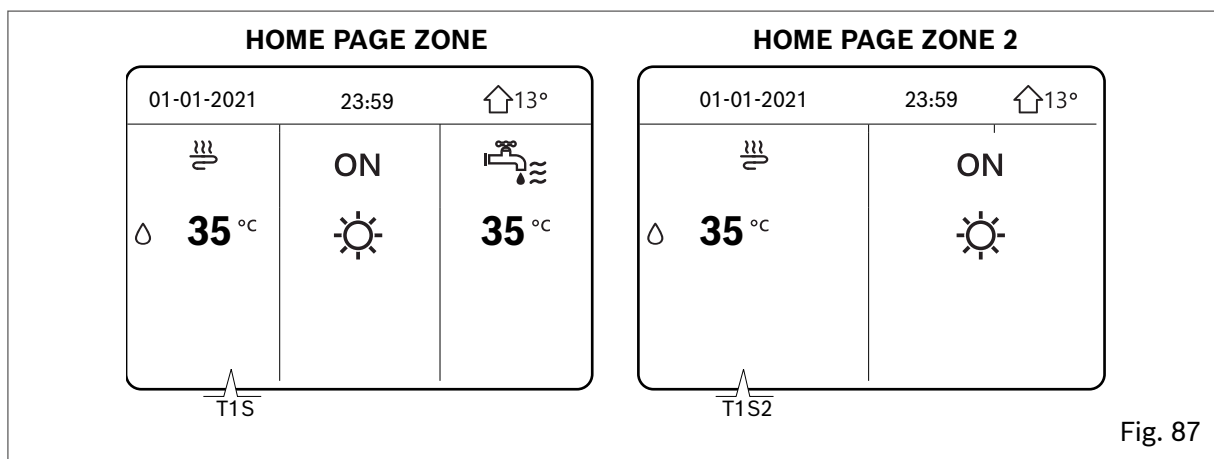 HOME PAGE ZONE
01-01-2021 23:59 13°
ON
35 °C 35 °C
T1S
HOME PAGE ZONE 2
01-01-2021 23:59 13°
ON
35 °C
T1S2
Fig. 87